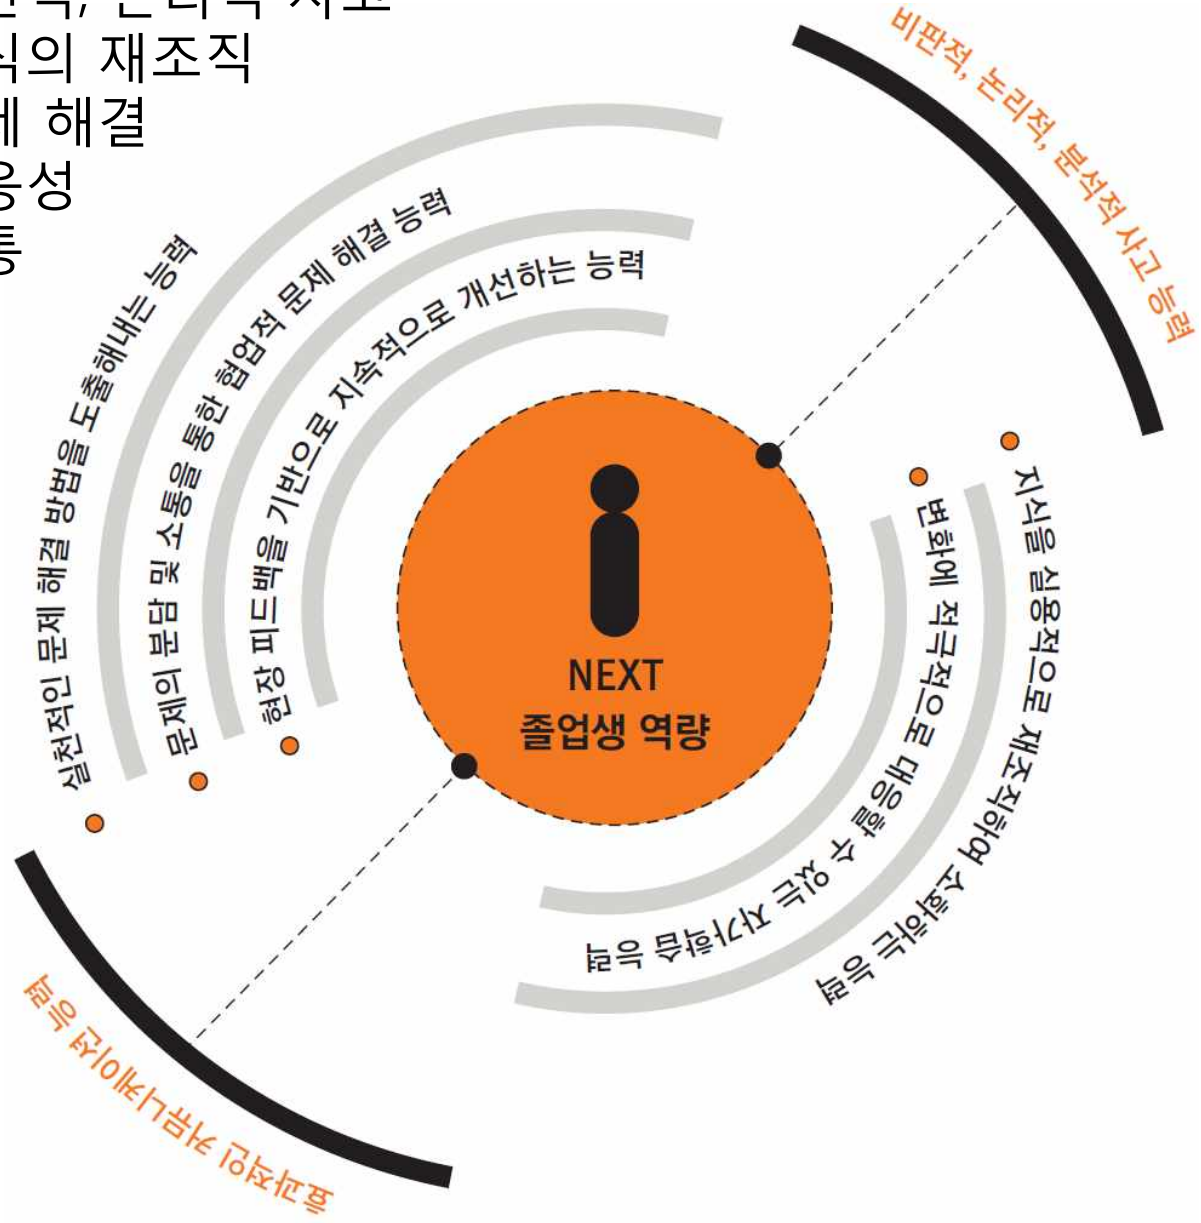 식의 재조직
제 해결
응성
통
비판적, 논리적, 분석적 사고 능력
실천적인 문제 해결 방법을 도출해내는 능력
문제의 분담 및 소통을 통한 협업적 문제 해결 능력
현장 피드백을 기반으로 지속적으로 개선하는 능력
NEXT
졸업생 역량
지식을 실용적으로 재조직하여 소화하는 능력
변화에 적극적으로 대응할 수 있는 자가학습 능력
효과적인 커뮤니케이션 능력